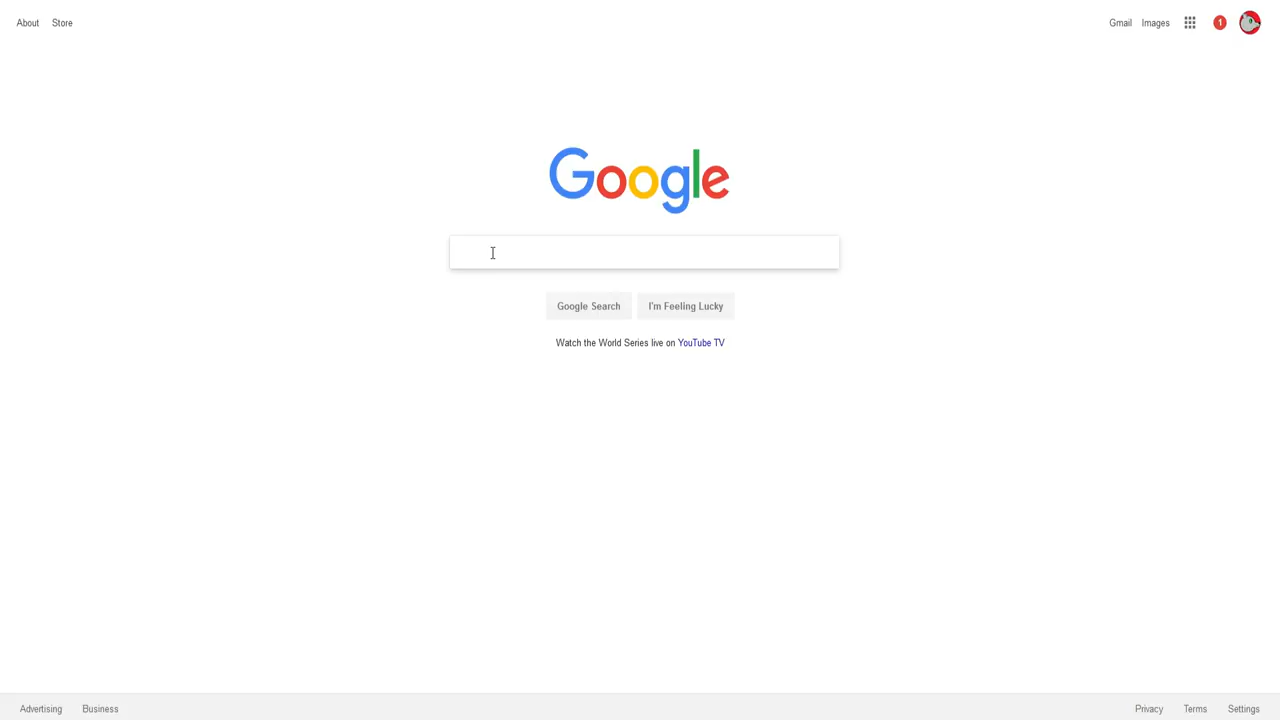 About Store Gmail Images 1
Google
Google Search I'm Feeling Lucky
Watch the World Series live on YouTube TV
Advertising Business Privacy Terms Settings